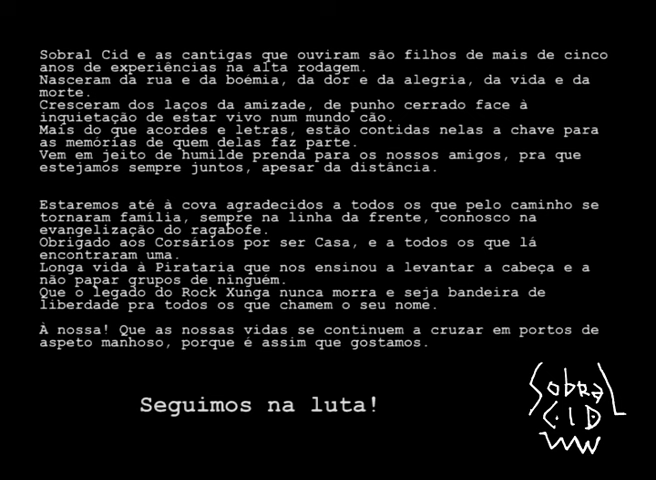 Sobral Cid e as cantigas que ouviram são filhos de mais de cinco
anos de experiências na alta rodagem.
Nasceram da rua e da boémia, da dor e da alegria, da vida e da
morte.
Cresceram dos laços da amizade, de punho cerrado face à
inquietação de estar vivo num mundo cão.
Mais do que acordes e letras, estão contidas nelas a chave para
as memórias de quem delas faz parte.
Vem em jeito de humilde prenda para os nossos amigos, pra que
estejamos sempre juntos, apesar da distância.
Estaremos até à cova agradecidos a todos os que pelo caminho se
tornaram família, sempre na linha da frente, connosco na
evangelização do ragabofe.
Obrigado aos Corsários por ser Casa, e a todos os que lá
encontraram uma.
Longa vida à Pirataria que nos ensinou a levantar a cabeça e a
não papar grupos de ninguém.
Que o legado do Rock Xunga nunca morra e seja bandeira de
liberdade pra todos os que chamem o seu nome.
À nossa! Que as nossas vidas se continuem a cruzar em portos de
aspeto manhoso, porque é assim que gostamos.
Seguimos na luta!
SobraL
CID